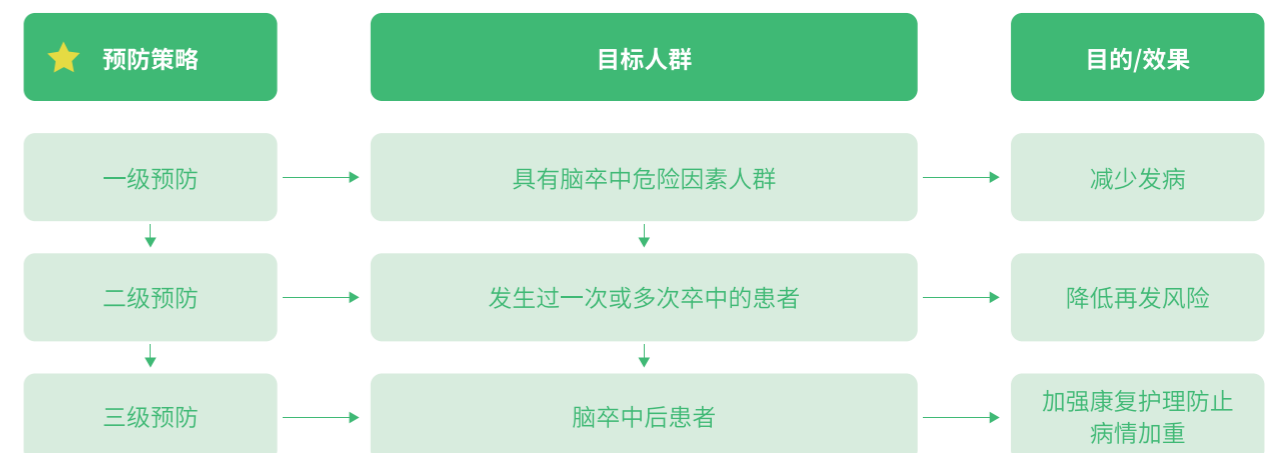 预防策略
目标人群
目的/效果
一级预防
具有脑卒中危险因素人群
减少发病
二级预防
发生过一次或多次卒中的患者
降低再发风险
三级预防
脑卒中后患者
加强康复护理防止
病情加重